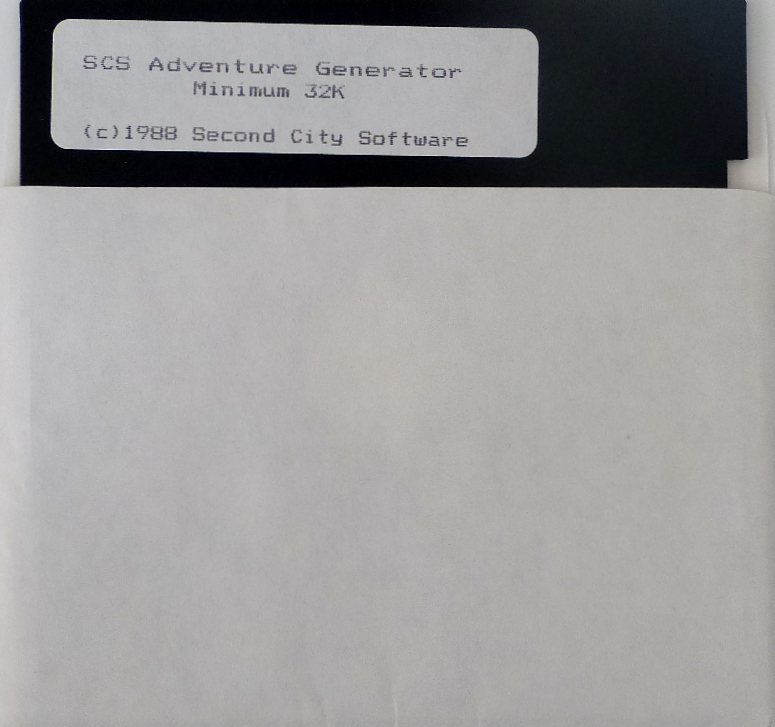 SCS Adventure Generator
Minimum 32K
(c)1988 Second City Software